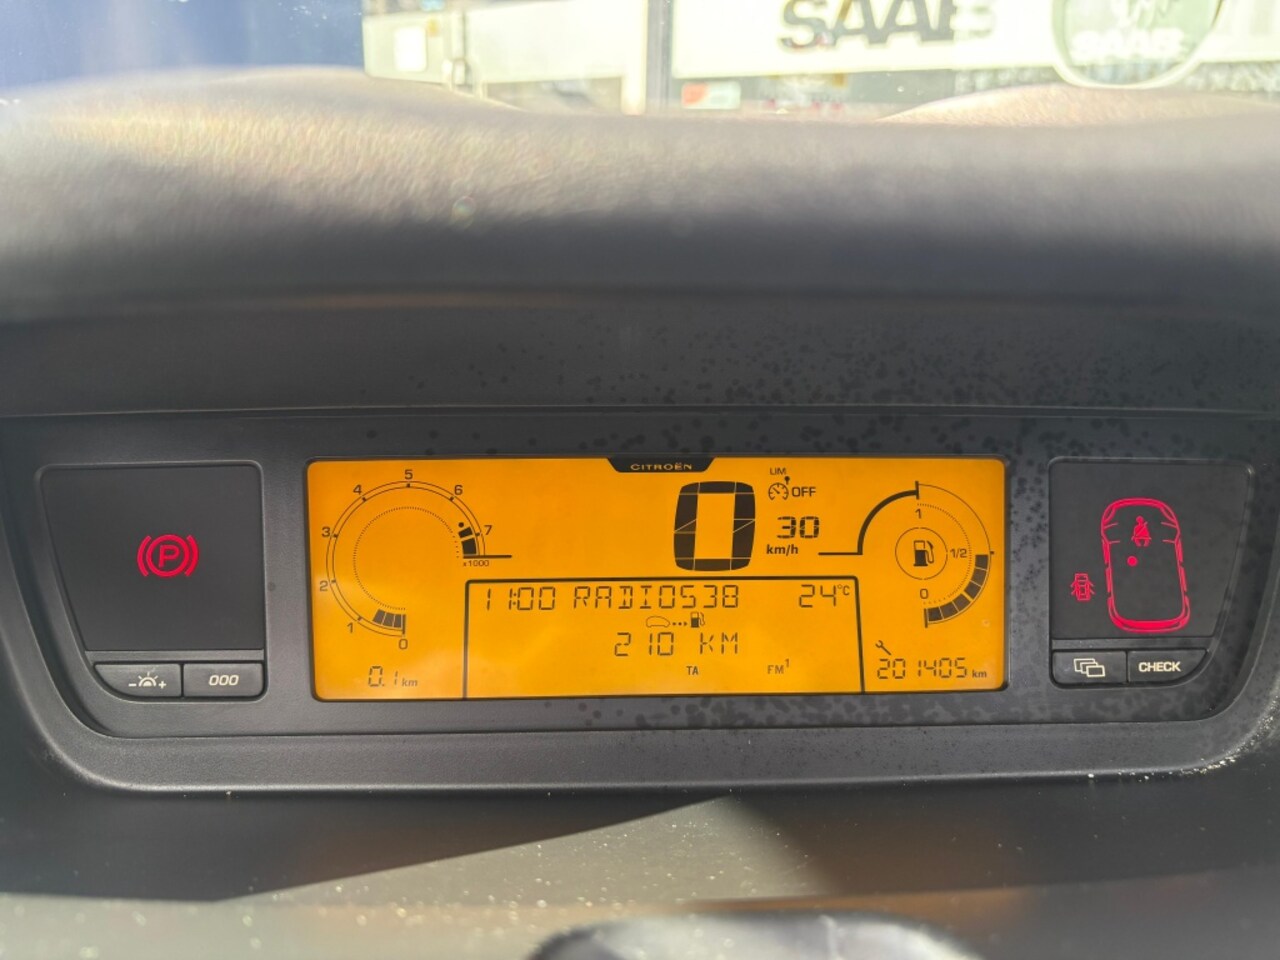 SAAB
SAAB
CITROËN
LIM
OFF
0
30
km/h
0 1 2 3 4 5 6 7
x1000
1
1/2
0
11:00 RADIO538 24°C
210 KM
TA FM1
0.1 km
201405 km
P
- +
000
CHECK